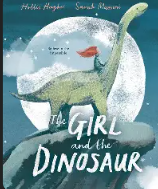 Hollie Hughes Sarah Massini
The
GIRL
and the
DINOSAUR